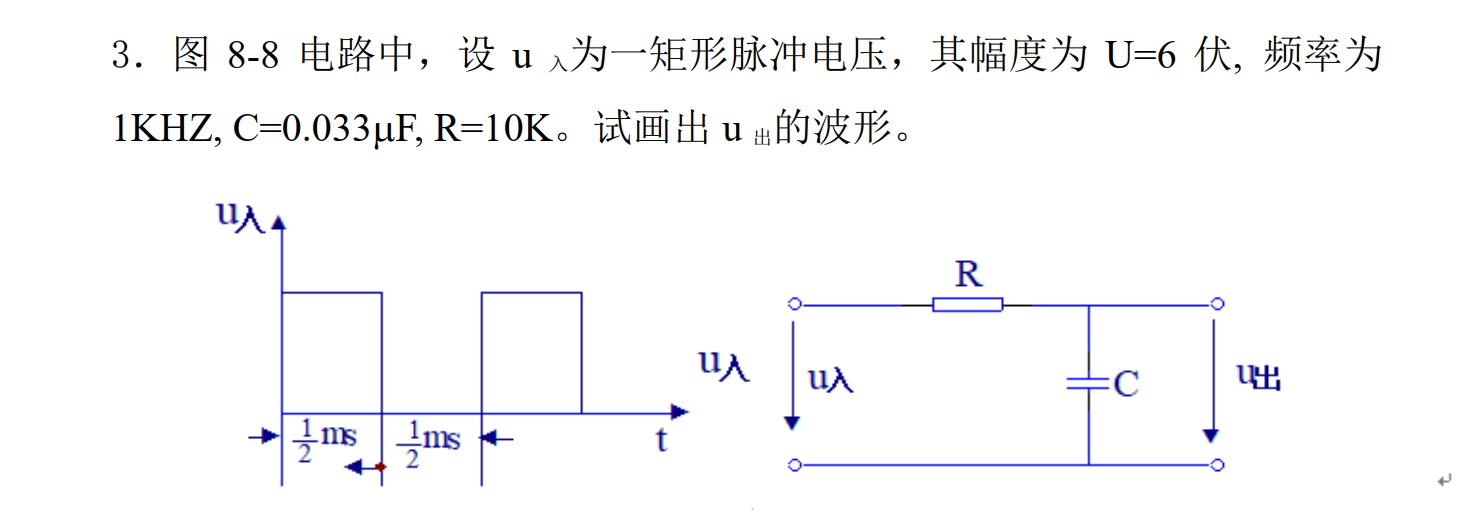 3．图 8-8 电路中，设 u 入为一矩形脉冲电压，其幅度为 U=6 伏, 频率为
1KHZ, C=0.033μF, R=10K。试画出 u 出的波形。
u入
R
u入
u入
C
u出
1/2 ms
1/2 ms
t